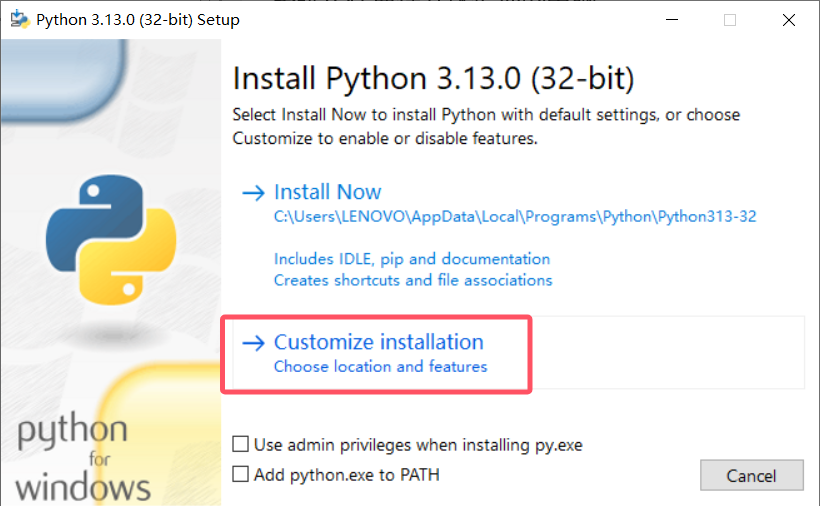 Python 3.13.0 (32-bit) Setup
Install Python 3.13.0 (32-bit)
Select Install Now to install Python with default settings, or choose
Customize to enable or disable features.
Install Now
C:\Users\LENOVO\AppData\Local\Programs\Python\Python313-32
Includes IDLE, pip and documentation
Creates shortcuts and file associations
Customize installation
Choose location and features
Use admin privileges when installing py.exe
Add python.exe to PATH
Cancel
python
for
windows